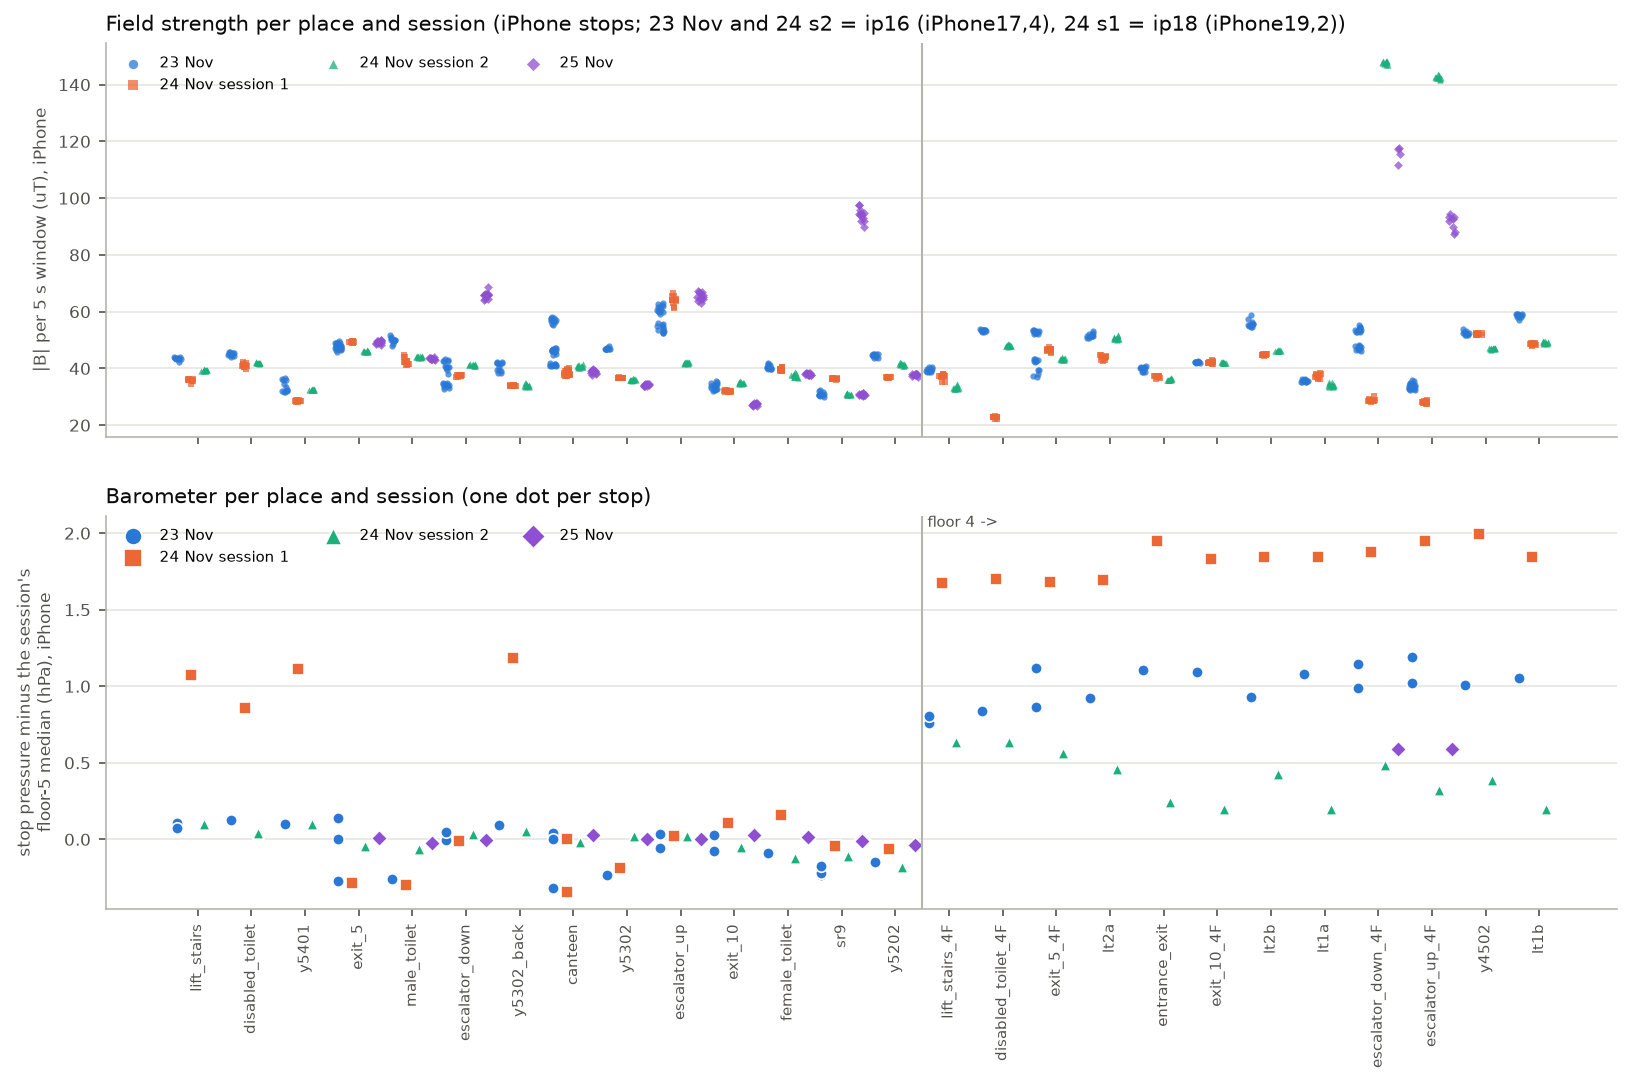 Field strength per place and session (iPhone stops; 23 Nov and 24 s2 = ip16 (iPhone17,4), 24 s1 = ip18 (iPhone19,2))
23 Nov
24 Nov session 1
24 Nov session 2
25 Nov
|B| per 5 s window (uT), iPhone
140
120
100
80
60
40
20
Barometer per place and session (one dot per stop)
23 Nov
24 Nov session 1
24 Nov session 2
25 Nov
floor 4 ->
stop pressure minus the session's
floor-5 median (hPa), iPhone
2.0
1.5
1.0
0.5
0.0
lift_stairs
disabled_toilet
y5401
exit_5
male_toilet
escalator_down
y5302_back
canteen
y5302
escalator_up
exit_10
female_toilet
sr9
y5202
lift_stairs_4F
disabled_toilet_4F
exit_5_4F
lt2a
entrance_exit
exit_10_4F
lt2b
lt1a
escalator_down_4F
escalator_up_4F
y4502
lt1b